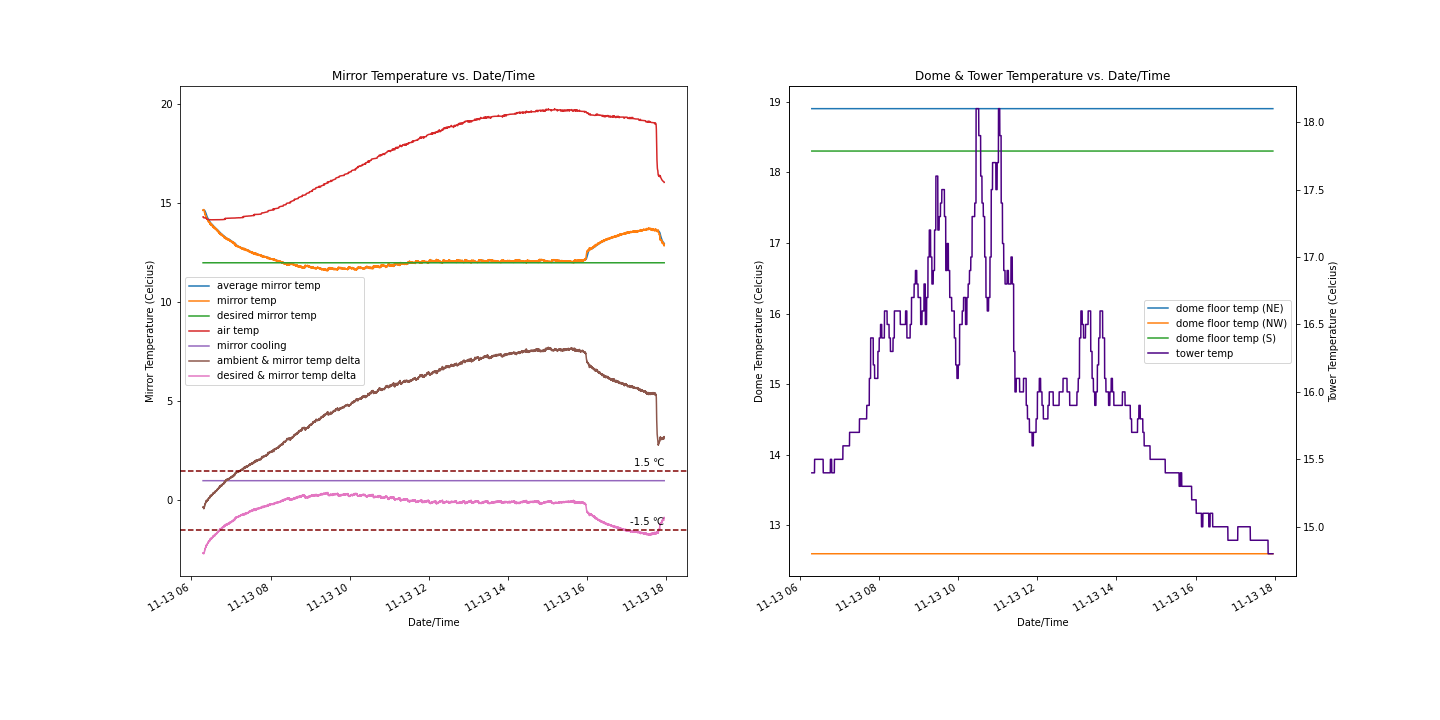 Mirror Temperature vs. Date/Time
20
15
10
5
0
Mirror Temperature (Celcius)
average mirror temp
mirror temp
desired mirror temp
air temp
mirror cooling
ambient & mirror temp delta
desired & mirror temp delta
1.5 °C
-1.5 °C
11-13 06
11-13 08
11-13 10
11-13 12
11-13 14
11-13 16
11-13 18
Date/Time
Dome & Tower Temperature vs. Date/Time
19
18
17
16
15
14
13
Dome Temperature (Celcius)
dome floor temp (NE)
dome floor temp (NW)
dome floor temp (S)
tower temp
18.0
17.5
17.0
16.5
16.0
15.5
15.0
Tower Temperature (Celcius)
11-13 06
11-13 08
11-13 10
11-13 12
11-13 14
11-13 16
11-13 18
Date/Time